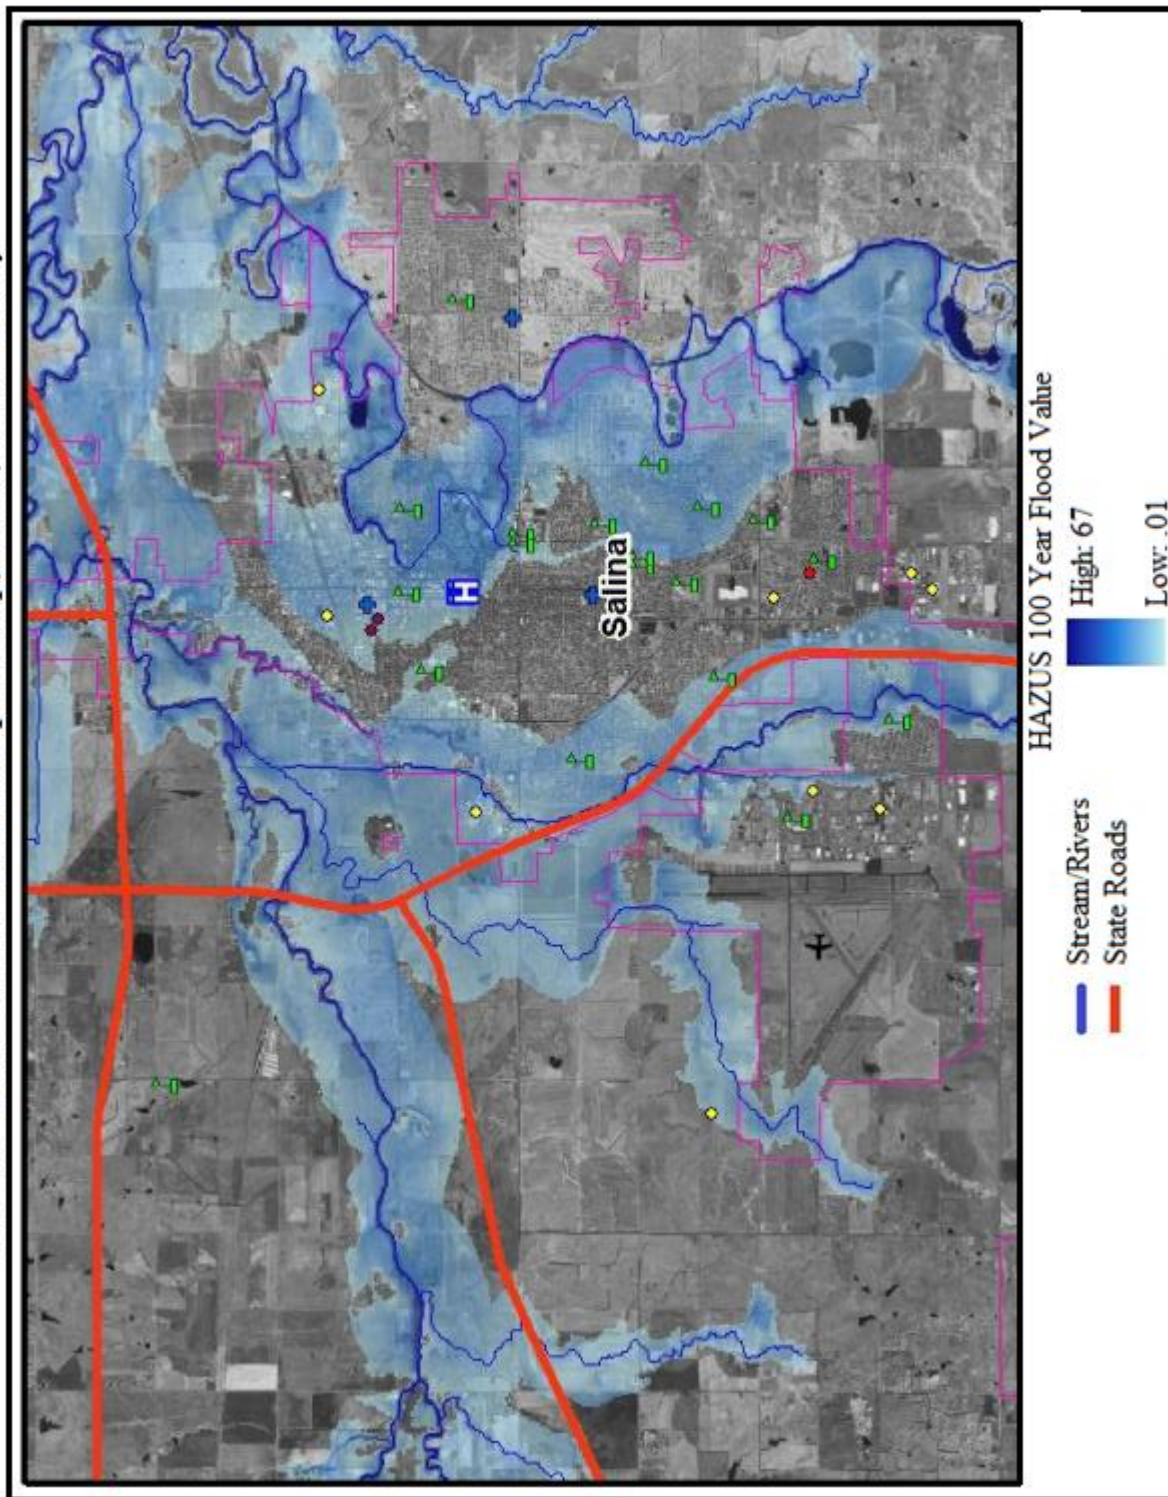 Salina
H
HAZUS 100 Year Flood Value
High: 67
Low: .01
Stream/Rivers
State Roads